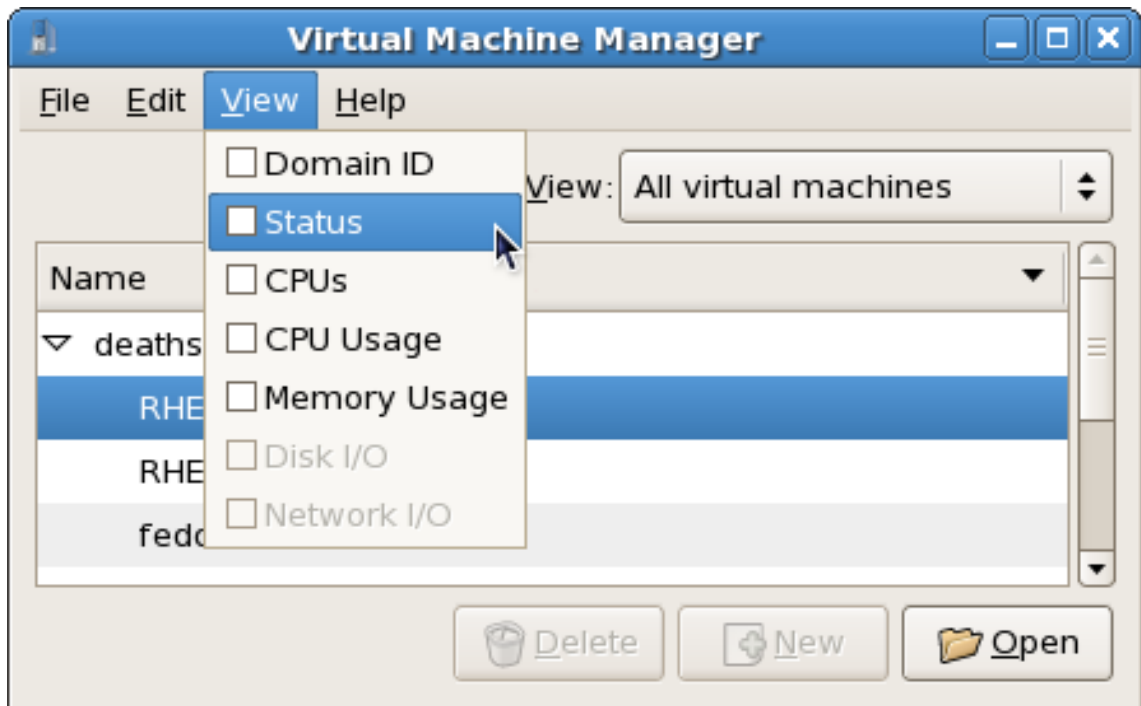 Virtual Machine Manager
File Edit View Help
Domain ID
View: All virtual machines
Status
Name
CPUs
deaths
CPU Usage
RHE
Memory Usage
RHE
Disk I/O
Network I/O
Delete New Open